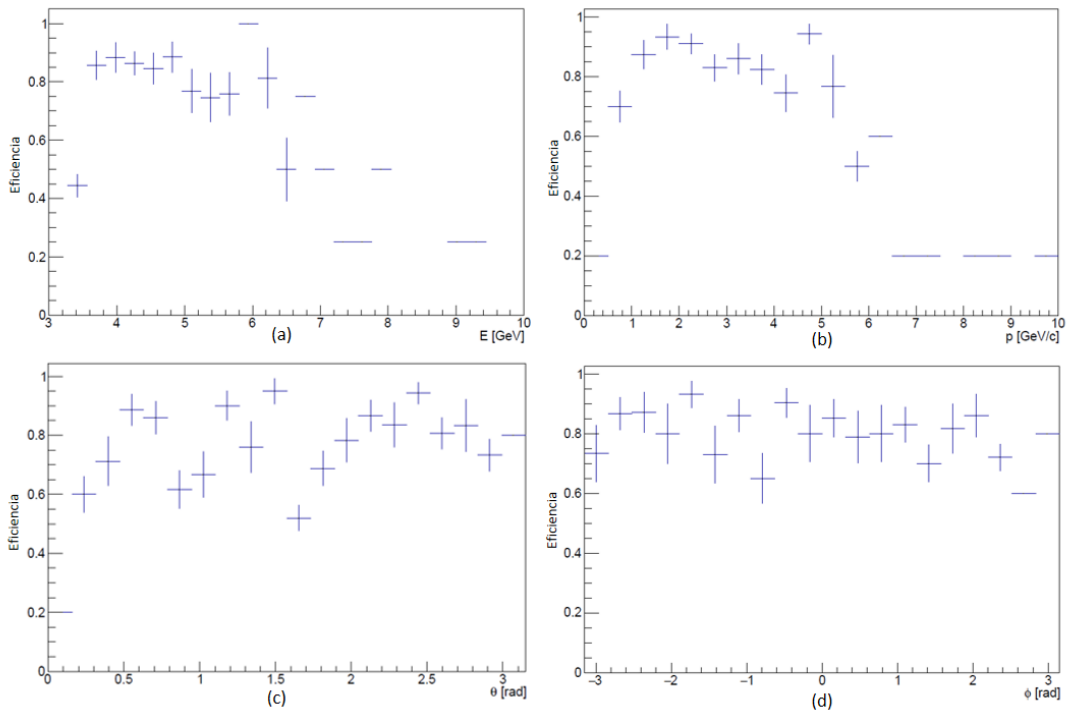 1
0.8
0.6
0.4
0.2
0
Eficiencia
3 4 5 6 7 8 9 10
(a)
E [GeV]
1
0.8
0.6
0.4
0.2
0
Eficiencia
0 1 2 3 4 5 6 7 8 9 10
(b)
p [GeV/c]
1
0.8
0.6
0.4
0.2
0
Eficiencia
0 0.5 1 1.5 2 2.5 3
(c)
θ [rad]
1
0.8
0.6
0.4
0.2
0
Eficiencia
−3 −2 −1 0 1 2 3
(d)
ϕ [rad]